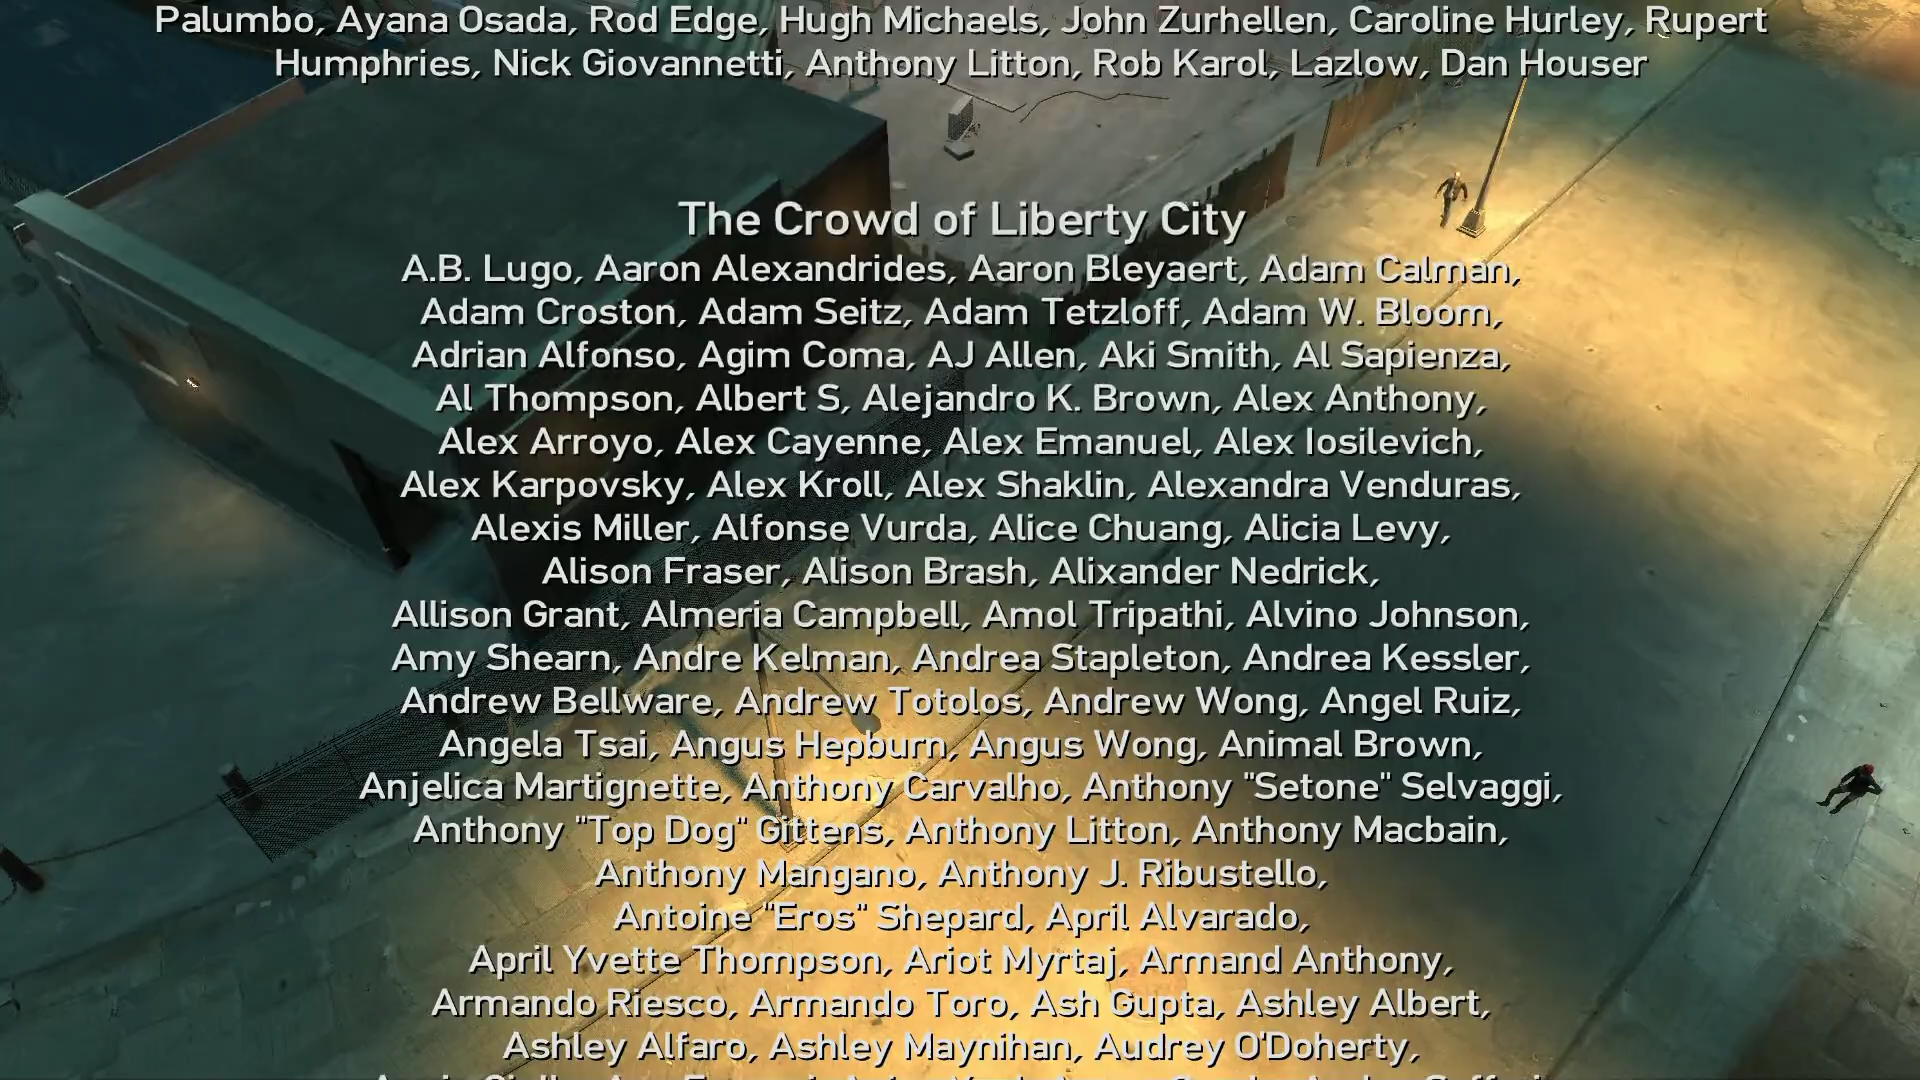 Palumbo, Ayana Osada, Rod Edge, Hugh Michaels, John Zurhellen, Caroline Hurley, Rupert
Humphries, Nick Giovannetti, Anthony Litton, Rob Karol, Lazlow, Dan Houser
The Crowd of Liberty City
A.B. Lugo, Aaron Alexandrides, Aaron Bleyaert, Adam Calman,
Adam Croston, Adam Seitz, Adam Tetzloff, Adam W. Bloom,
Adrian Alfonso, Agim Coma, AJ Allen, Aki Smith, Al Sapienza,
Al Thompson, Albert S, Alejandro K. Brown, Alex Anthony,
Alex Arroyo, Alex Cayenne, Alex Emanuel, Alex Iosilevich,
Alex Karpovsky, Alex Kroll, Alex Shaklin, Alexandra Venduras,
Alexis Miller, Alfonse Vurda, Alice Chuang, Alicia Levy,
Alison Fraser, Alison Brash, Alixander Nedrick,
Allison Grant, Almeria Campbell, Amol Tripathi, Alvino Johnson,
Amy Shearn, Andre Kelman, Andrea Stapleton, Andrea Kessler,
Andrew Bellware, Andrew Totolos, Andrew Wong, Angel Ruiz,
Angela Tsai, Angus Hepburn, Angus Wong, Animal Brown,
Anjelica Martignette, Anthony Carvalho, Anthony "Setone" Selvaggi,
Anthony "Top Dog" Gittens, Anthony Litton, Anthony Macbain,
Anthony Mangano, Anthony J. Ribustello,
Antoine "Eros" Shepard, April Alvarado,
April Yvette Thompson, Ariot Myrtaj, Armand Anthony,
Armando Riesco, Armando Toro, Ash Gupta, Ashley Albert,
Ashley Alfaro, Ashley Maynihan, Audrey O'Doherty,